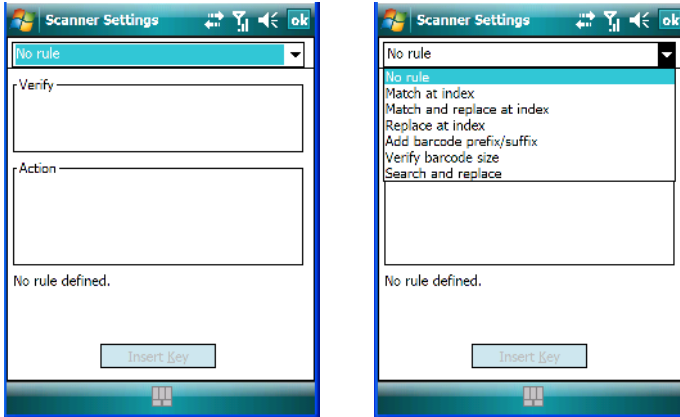 Scanner Settings
ok
No rule
Verify
Action
No rule defined.
Insert Key
Scanner Settings
ok
No rule
No rule
Match at index
Match and replace at index
Replace at index
Add barcode prefix/suffix
Verify barcode size
Search and replace
No rule defined.
Insert Key